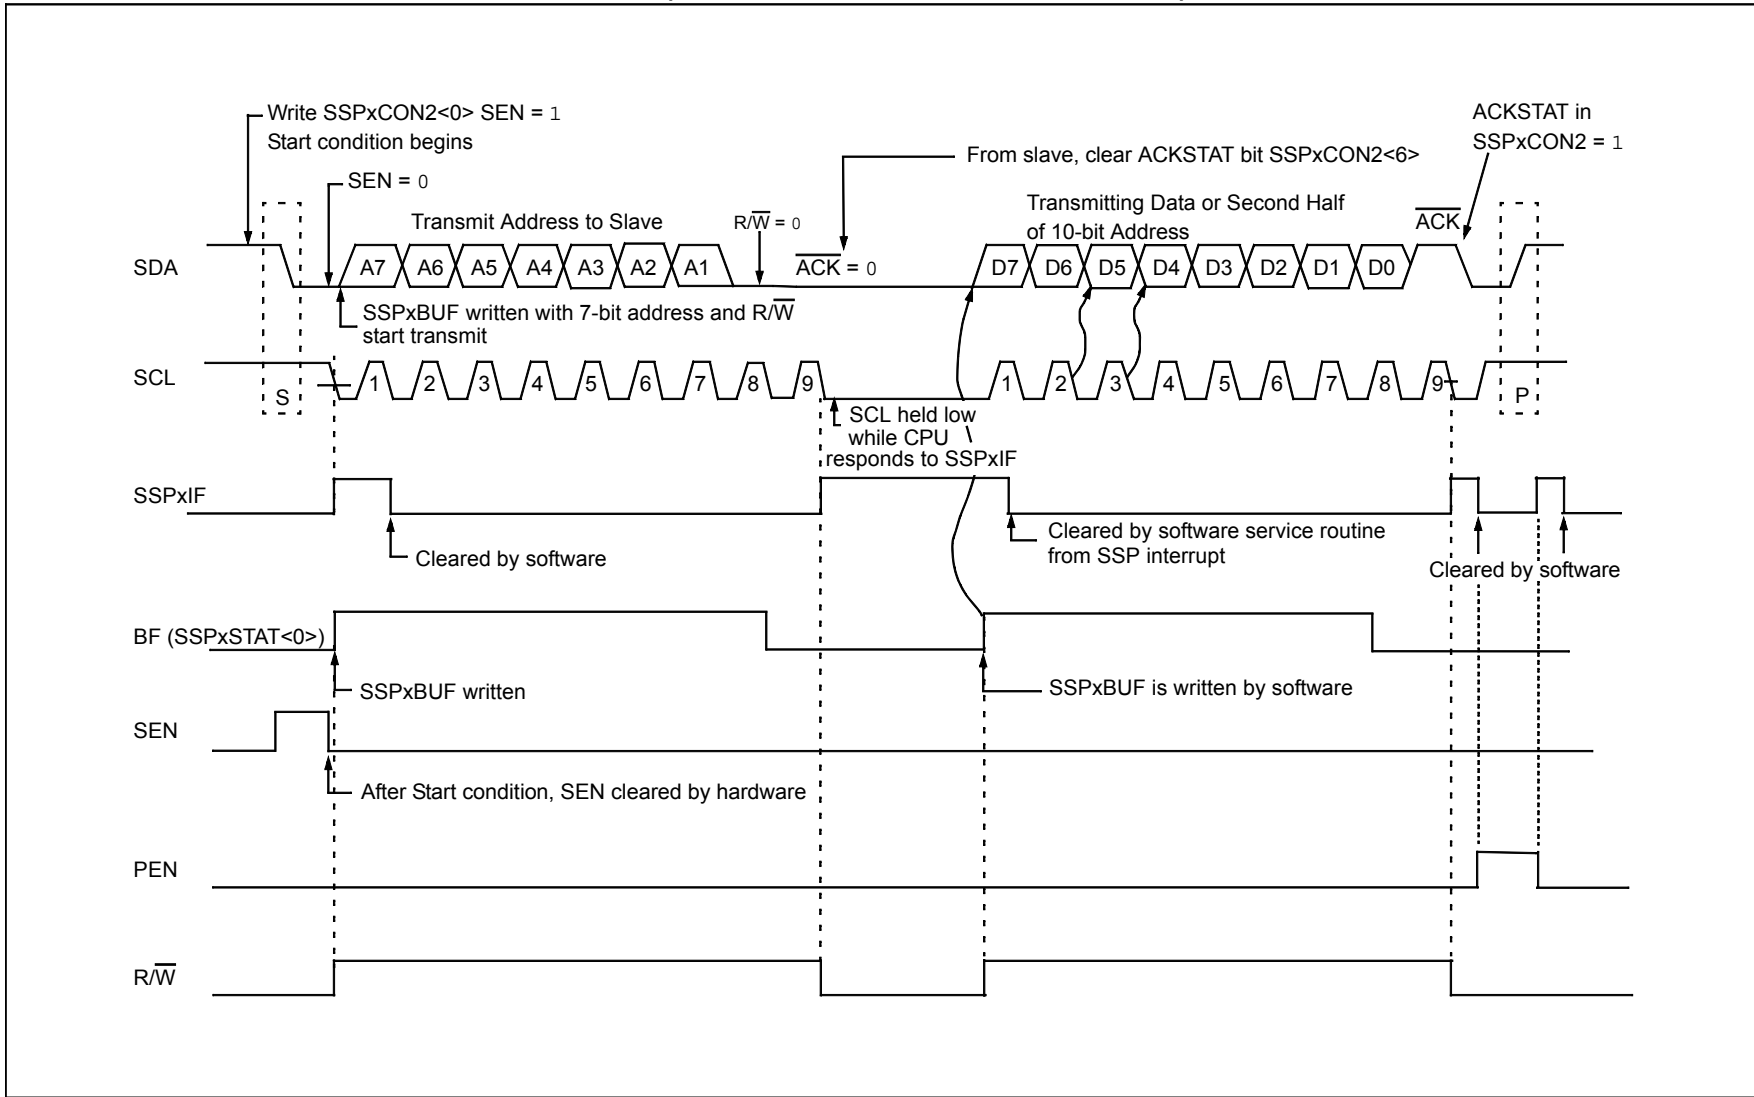 Write SSPxCON2<0> SEN = 1
Start condition begins
ACKSTAT in
SSPxCON2 = 1
From slave, clear ACKSTAT bit SSPxCON2<6>
SEN = 0
Transmit Address to Slave
R/W = 0
Transmitting Data or Second Half
of 10-bit Address
ACK
SDA
A7 A6 A5 A4 A3 A2 A1
ACK = 0
D7 D6 D5 D4 D3 D2 D1 D0
SSPxBUF written with 7-bit address and R/W
start transmit
SCL
S
1 2 3 4 5 6 7 8 9
1 2 3 4 5 6 7 8 9
P
SCL held low
while CPU
responds to SSPxIF
SSPxIF
Cleared by software
Cleared by software service routine
from SSP interrupt
Cleared by software
BF (SSPxSTAT<0>)
SSPxBUF written
SSPxBUF is written by software
SEN
After Start condition, SEN cleared by hardware
PEN
R/W